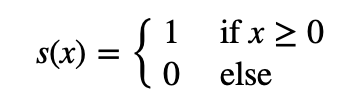 s(x) = { 1 if x ≥ 0
0 else